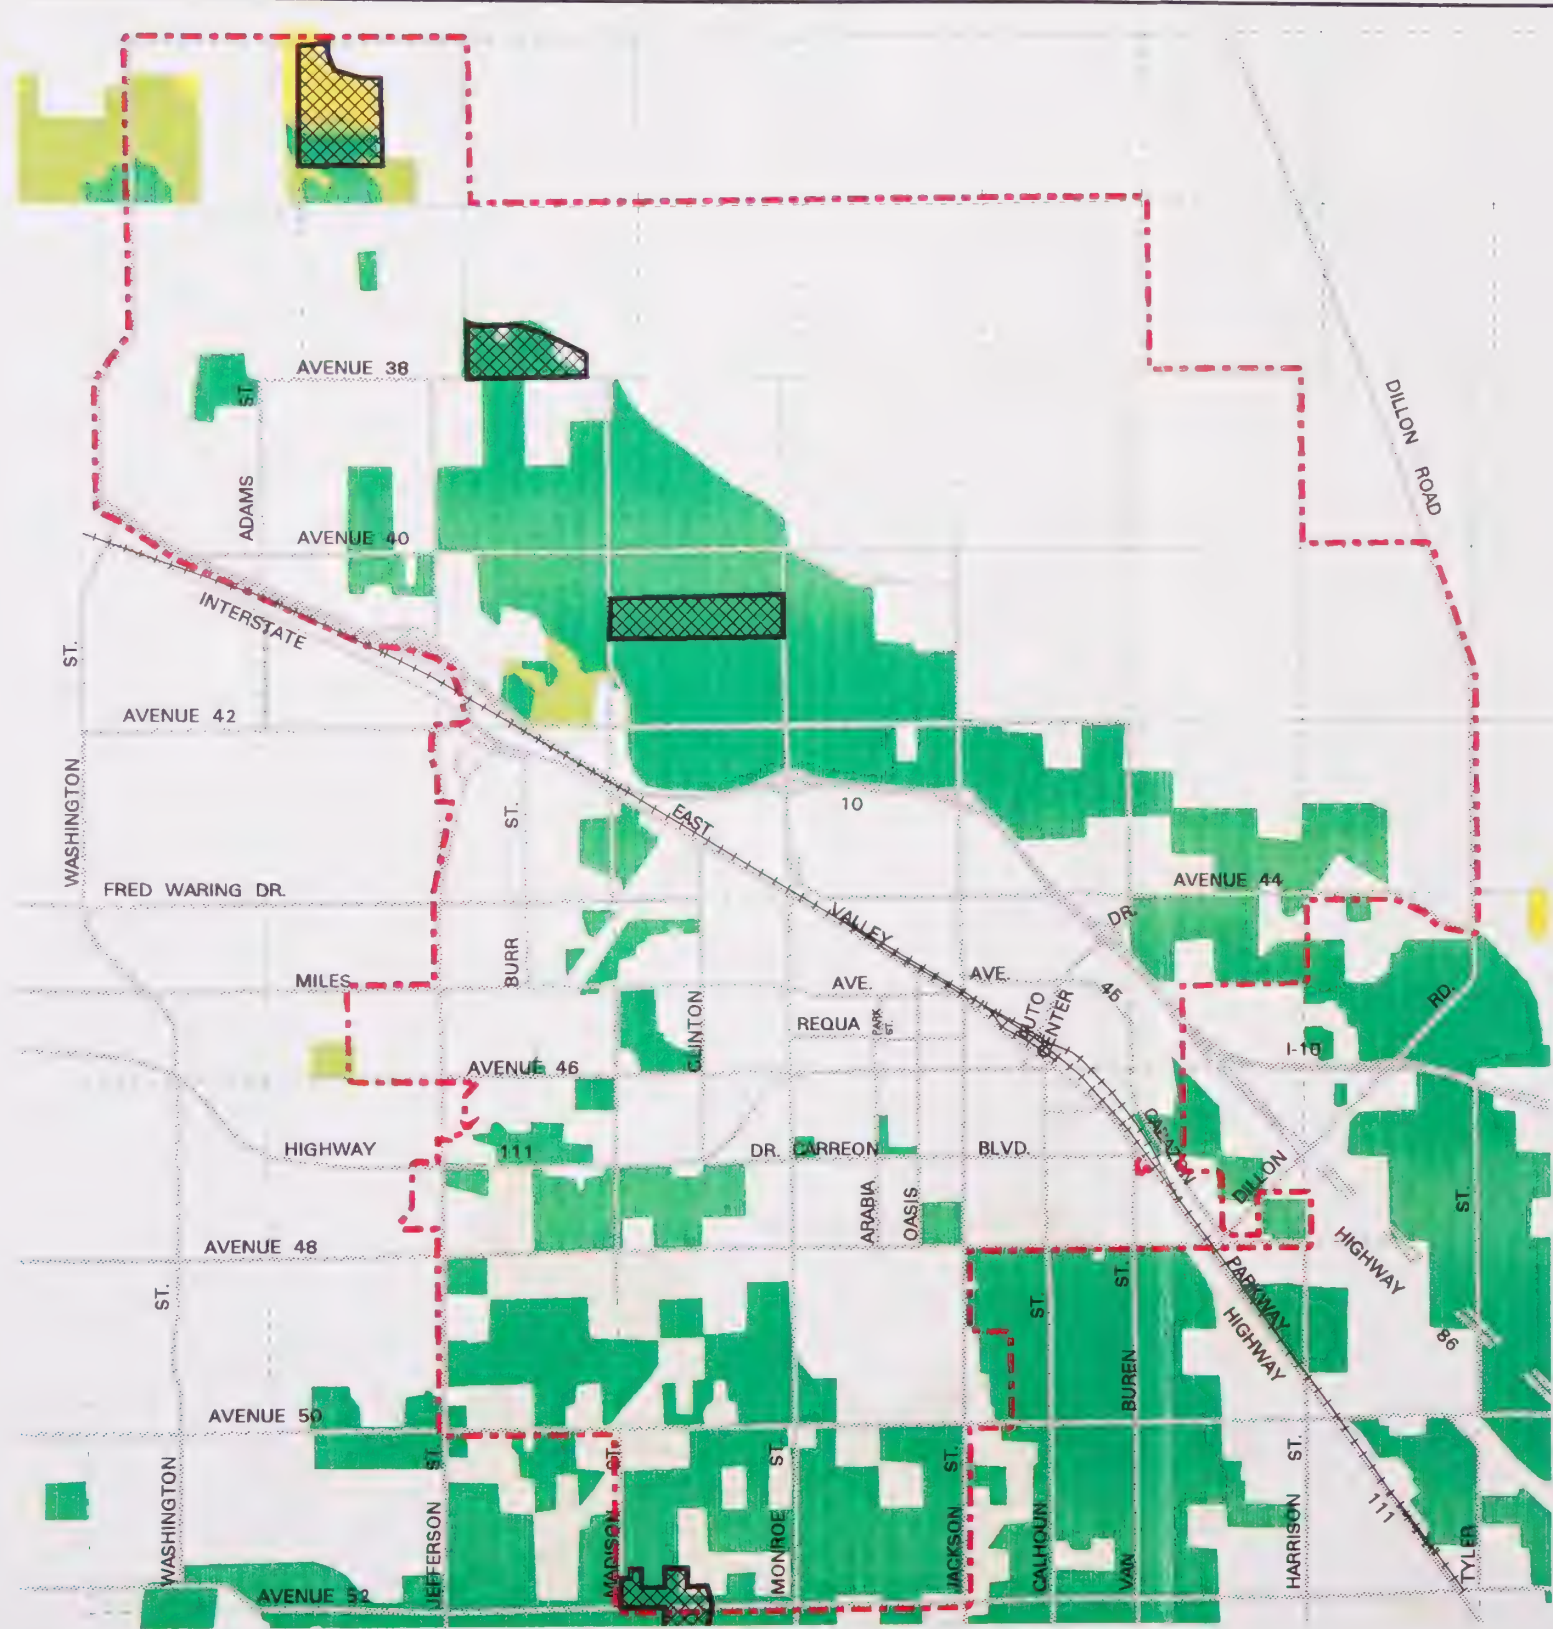 AVENUE 38
ST.
ADAMS
DILLON ROAD
AVENUE 40
INTERSTATE
ST.
AVENUE 42
WASHINGTON
ST.
10
EAST
FRED WARING DR.
AVENUE 44
VALLEY
DR.
BURR
MILES
AVE.
AVE.
45
RD.
CLINTON
REQUA
PARK ST.
AUTO CENTER
I-10
AVENUE 46
HIGHWAY
111
DR. CARREON
BLVD.
CABAZON
DILLON
ARABIA
OASIS
ST.
AVENUE 48
HIGHWAY
86
ST.
ST.
ST.
PARKWAY
HIGHWAY
BUREN
AVENUE 50
ST.
ST.
ST.
ST.
ST.
WASHINGTON
JEFFERSON
MADISON
MONROE
JACKSON
CALHOUN
VAN
HARRISON
111
TYLER
AVENUE 52